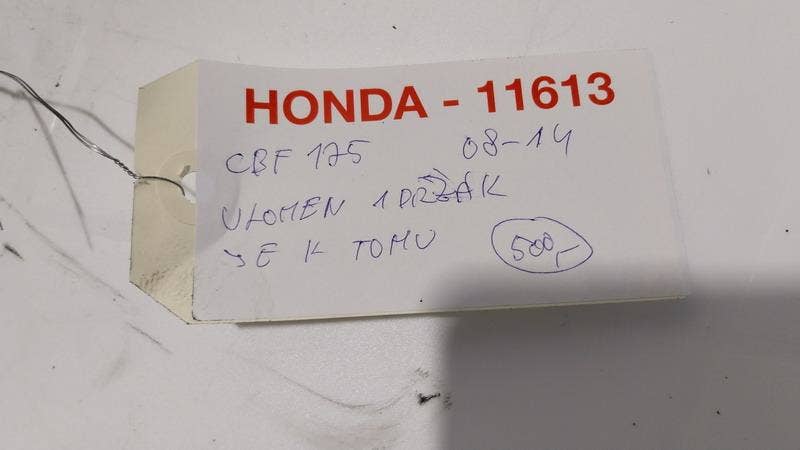 HONDA - 11613
CBF 125 08-14
ULOMEN 1 DRŽÁK
JE K TOMU 500,-